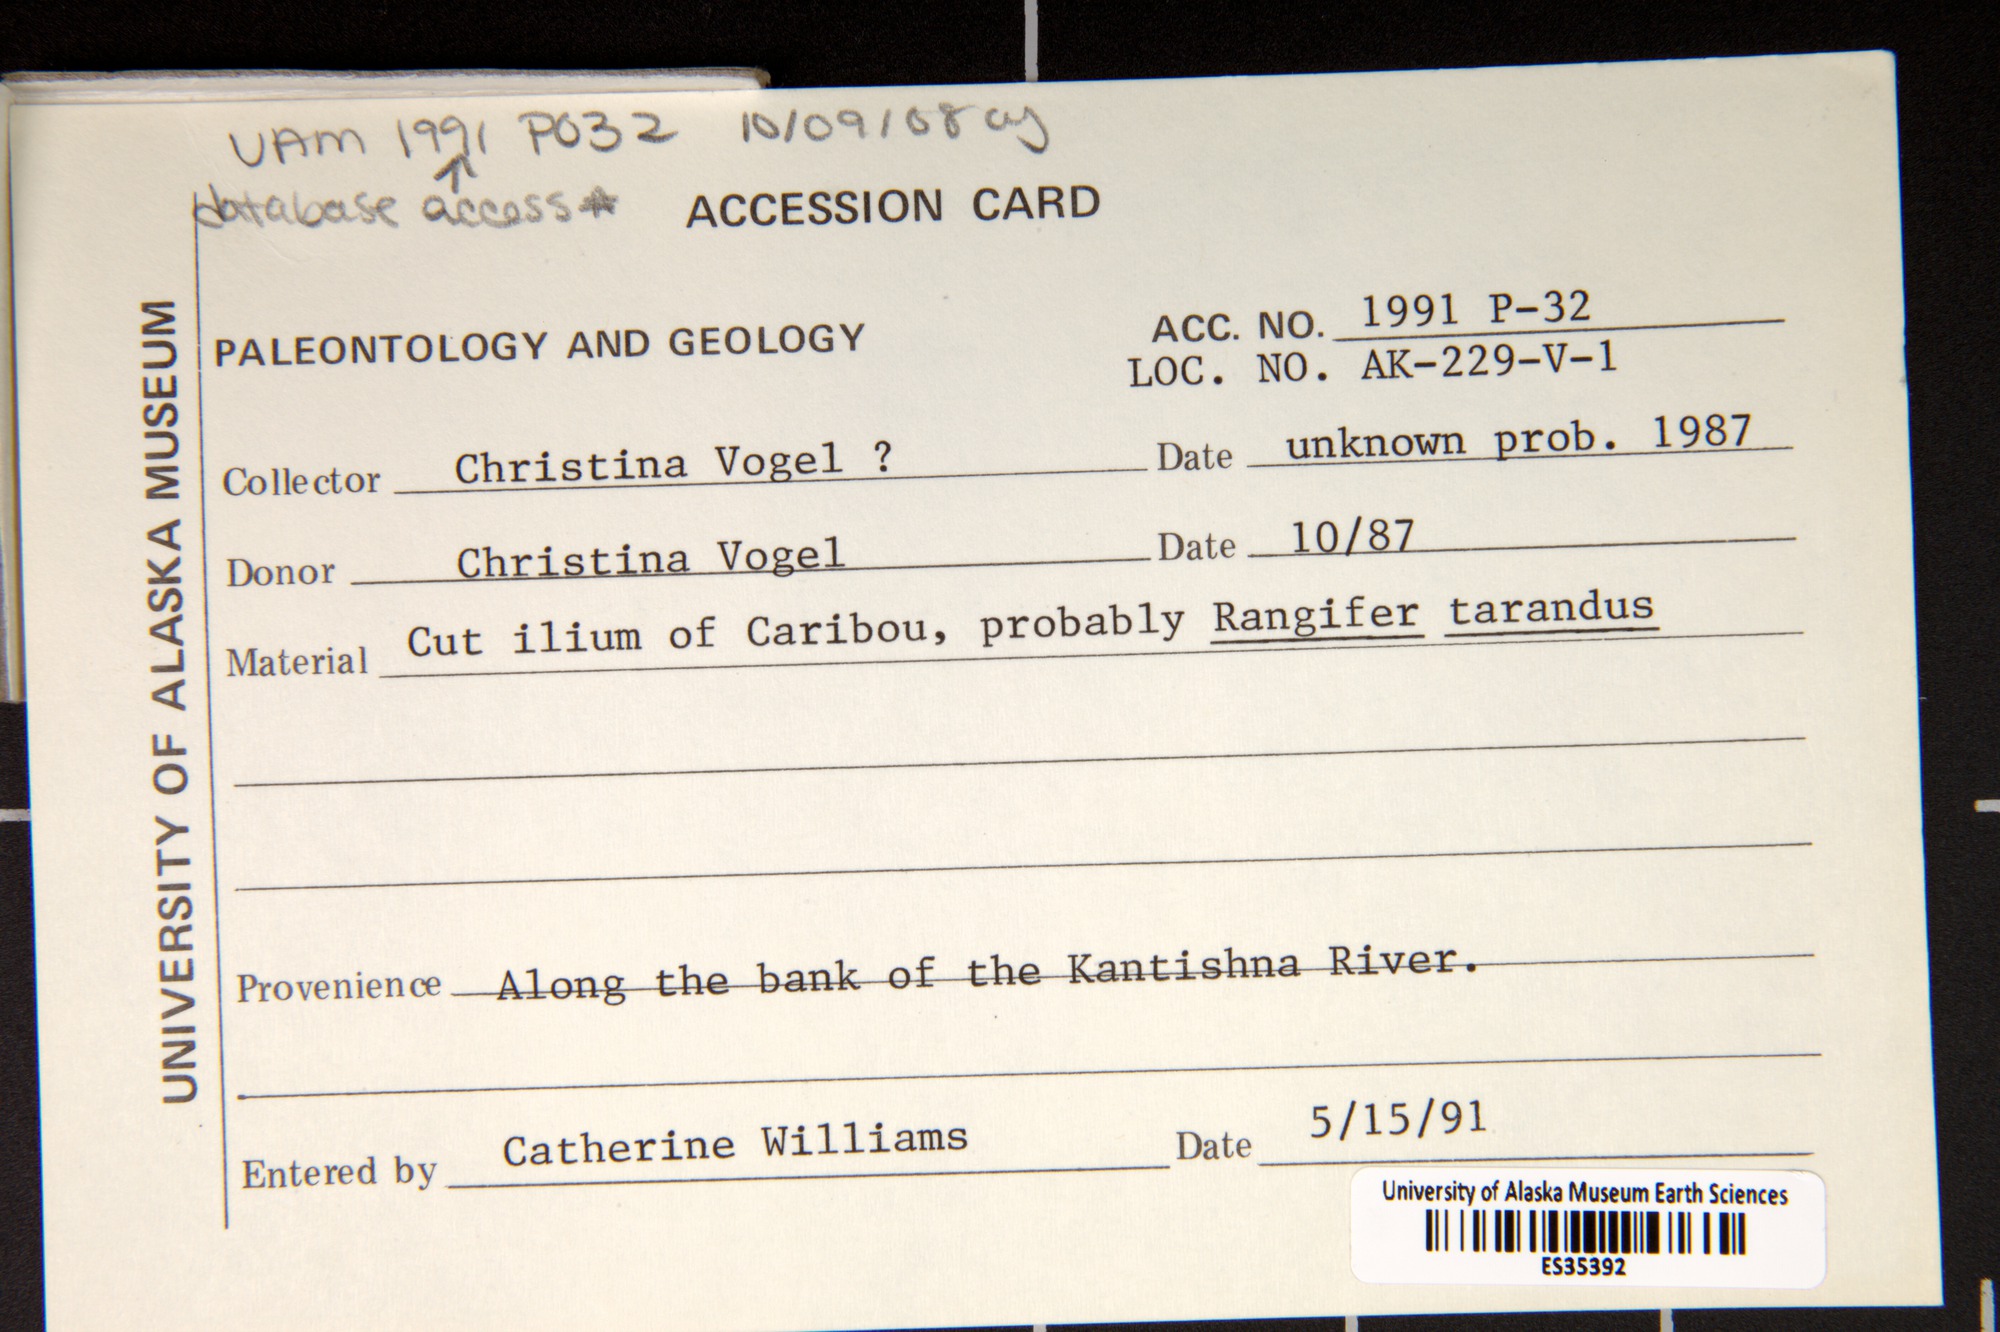 UAM 1991 P032 10/09/08 aj
↑
database access#
ACCESSION CARD
UNIVERSITY OF ALASKA MUSEUM
PALEONTOLOGY AND GEOLOGY
ACC. NO. 1991 P-32
LOC. NO. AK-229-V-1
Collector Christina Vogel ? Date unknown prob. 1987
Donor Christina Vogel Date 10/87
Material Cut ilium of Caribou, probably Rangifer tarandus
Provenience Along the bank of the Kantishna River.
Entered by Catherine Williams Date 5/15/91
University of Alaska Museum Earth Sciences
ES35392